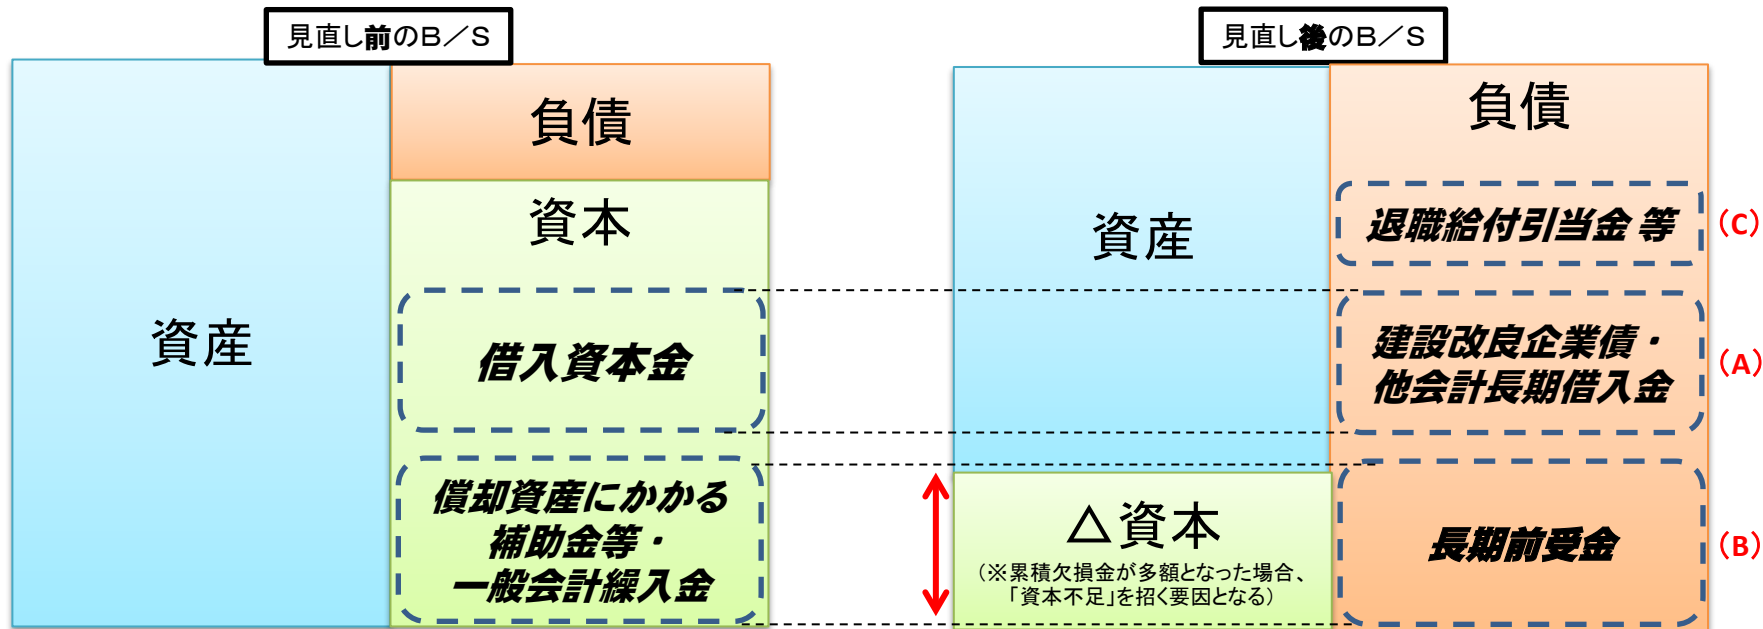 見直し前のB/S
資産
負債
資本
借入資本金
償却資産にかかる
補助金等・
一般会計繰入金
見直し後のB/S
資産
△資本
(※累積欠損金が多額となった場合、
「資本不足」を招く要因となる)
負債
退職給付引当金 等
(C)
建設改良企業債・
他会計長期借入金
(A)
長期前受金
(B)